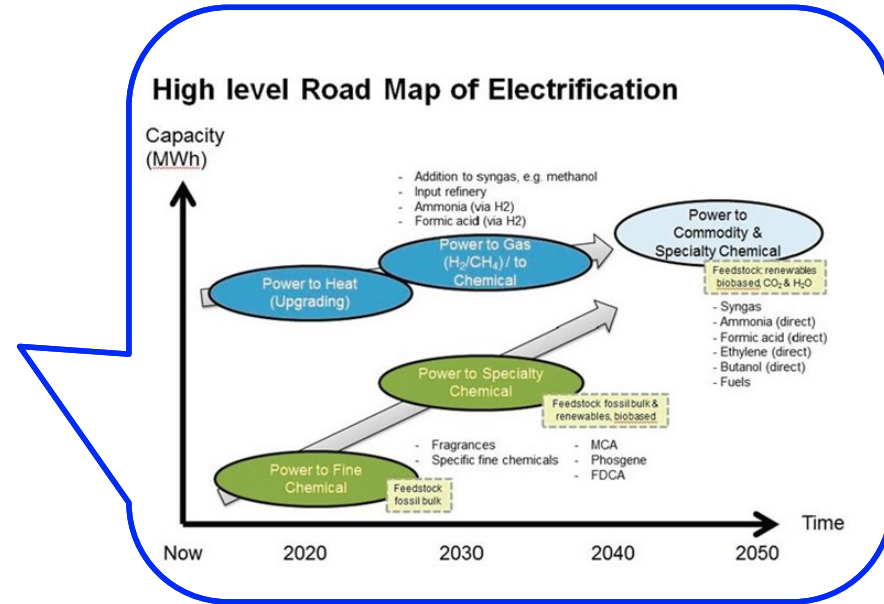 High level Road Map of Electrification
Capacity
(MWh)
- Addition to syngas, e.g. methanol
- Input refinery
- Ammonia (via H2)
- Formic acid (via H2)
Power to Heat
(Upgrading)
Power to Gas
(H₂/CH₄) / to
Chemical
Power to
Commodity &
Specialty Chemical
Feedstock: renewables
biobased, CO₂ & H₂O
- Syngas
- Ammonia (direct)
- Formic acid (direct)
- Ethylene (direct)
- Butanol (direct)
- Fuels
Power to Specialty
Chemical
Feedstock fossil bulk &
renewables, biobased
- Fragrances
- Specific fine chemicals
- MCA
- Phosgene
- FDCA
Power to Fine
Chemical
Feedstock
fossil bulk
Time
Now
2020
2030
2040
2050